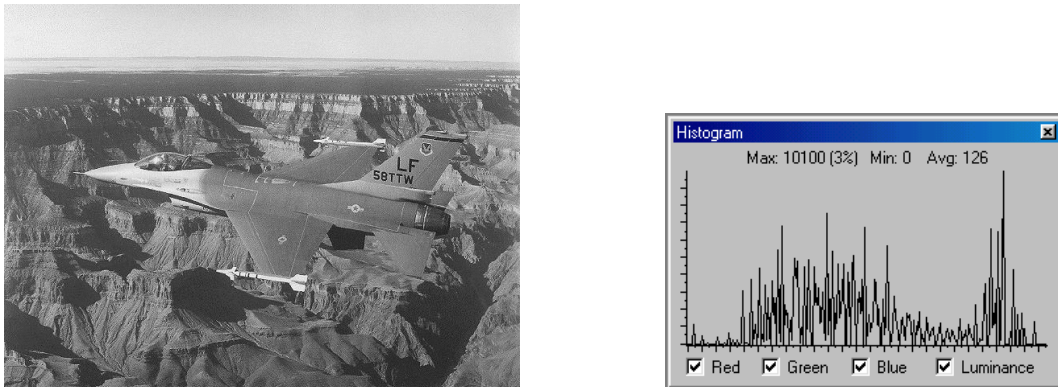 LF
58TTW
Histogram
Max: 10100 (3%) Min: 0 Avg: 126
Red Green Blue Luminance